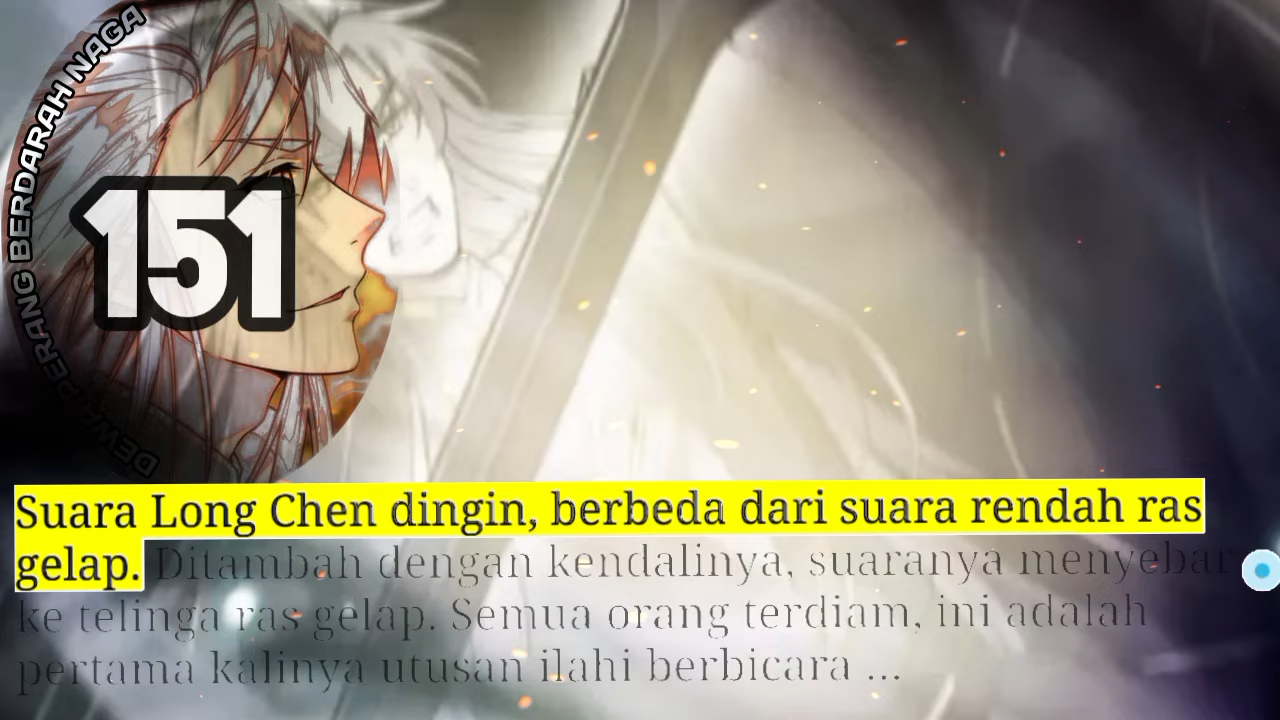 DEWA PERANG BERDARAH NAGA
151
Suara Long Chen dingin, berbeda dari suara rendah ras
gelap. Ditambah dengan kendalinya, suaranya menyebar
ke telinga ras gelap. Semua orang terdiam, ini adalah
pertama kalinya utusan ilahi berbicara ...